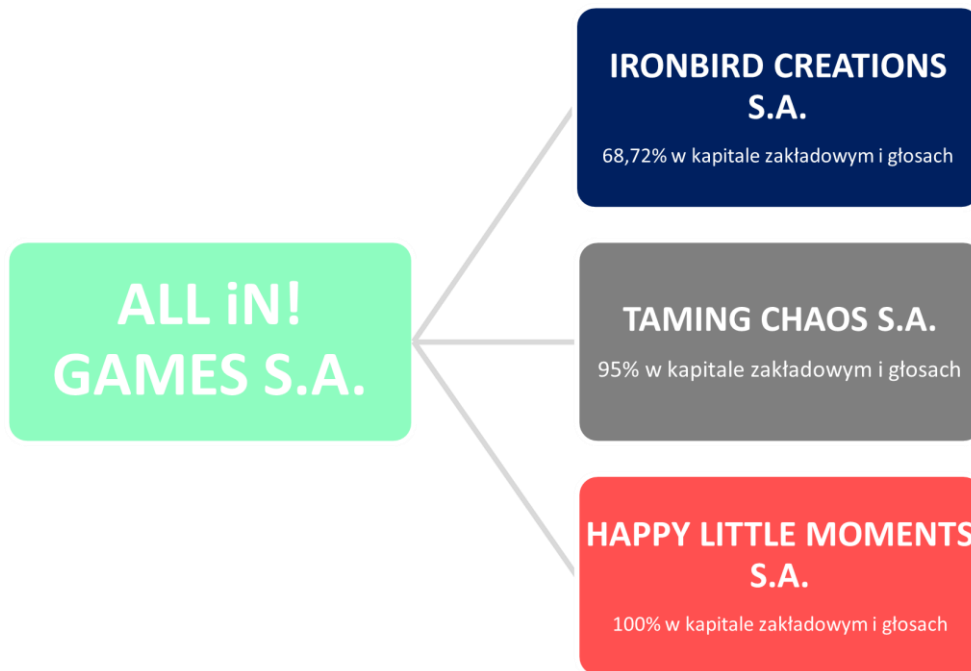 ALL iN!
GAMES S.A.
IRONBIRD CREATIONS
S.A.
68,72% w kapitale zakładowym i głosach
TAMING CHAOS S.A.
95% w kapitale zakładowym i głosach
HAPPY LITTLE MOMENTS
S.A.
100% w kapitale zakładowym i głosach